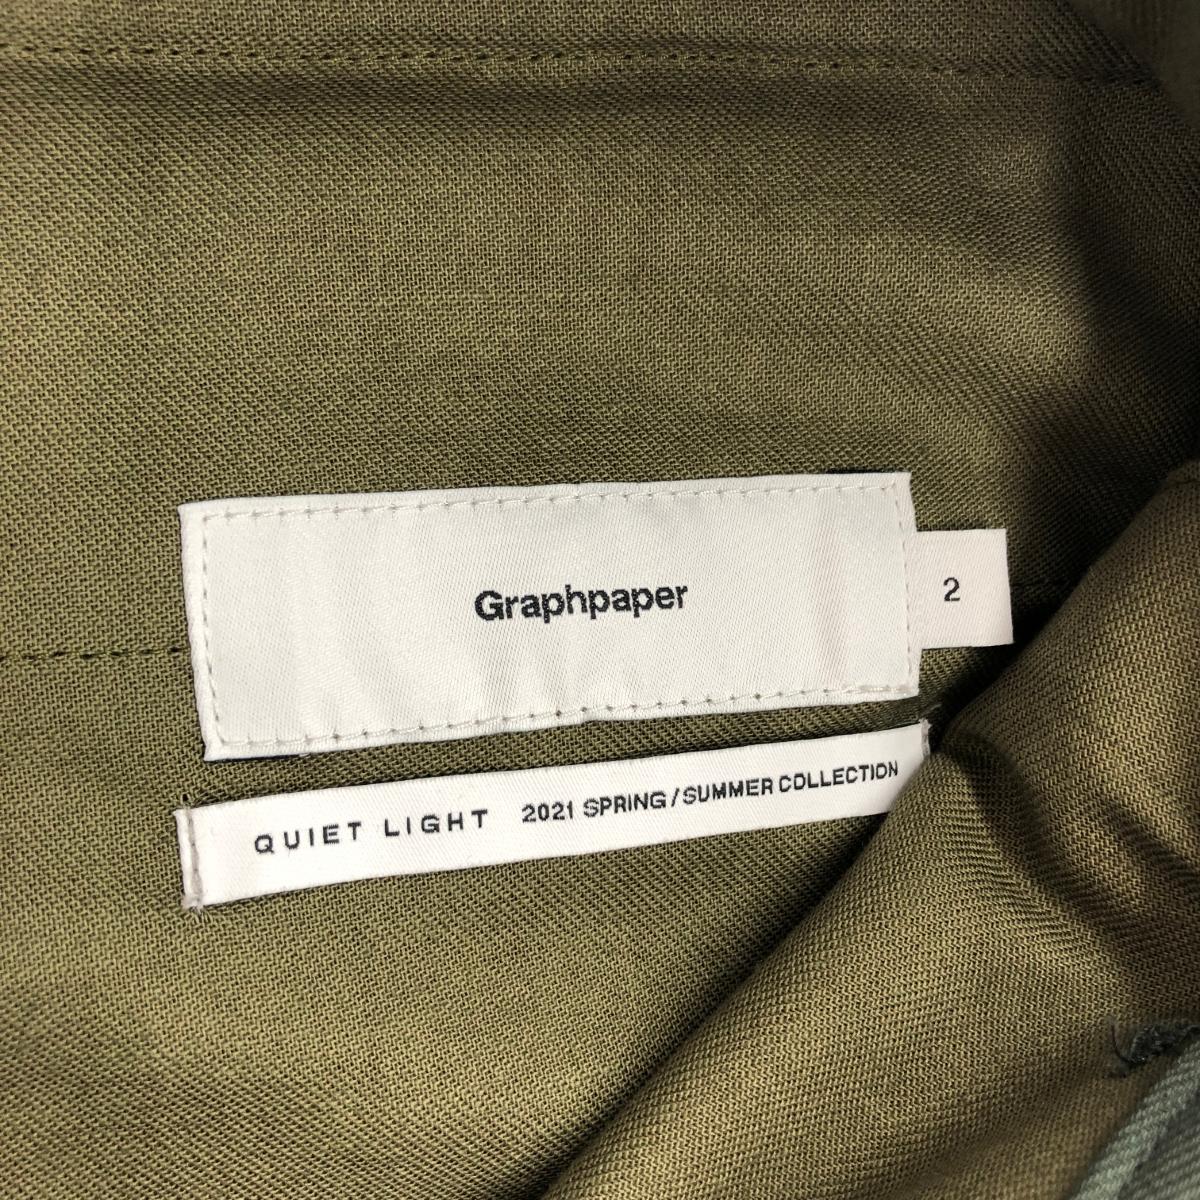 Graphpaper
2
QUIET LIGHT 2021 SPRING/SUMMER COLLECTION